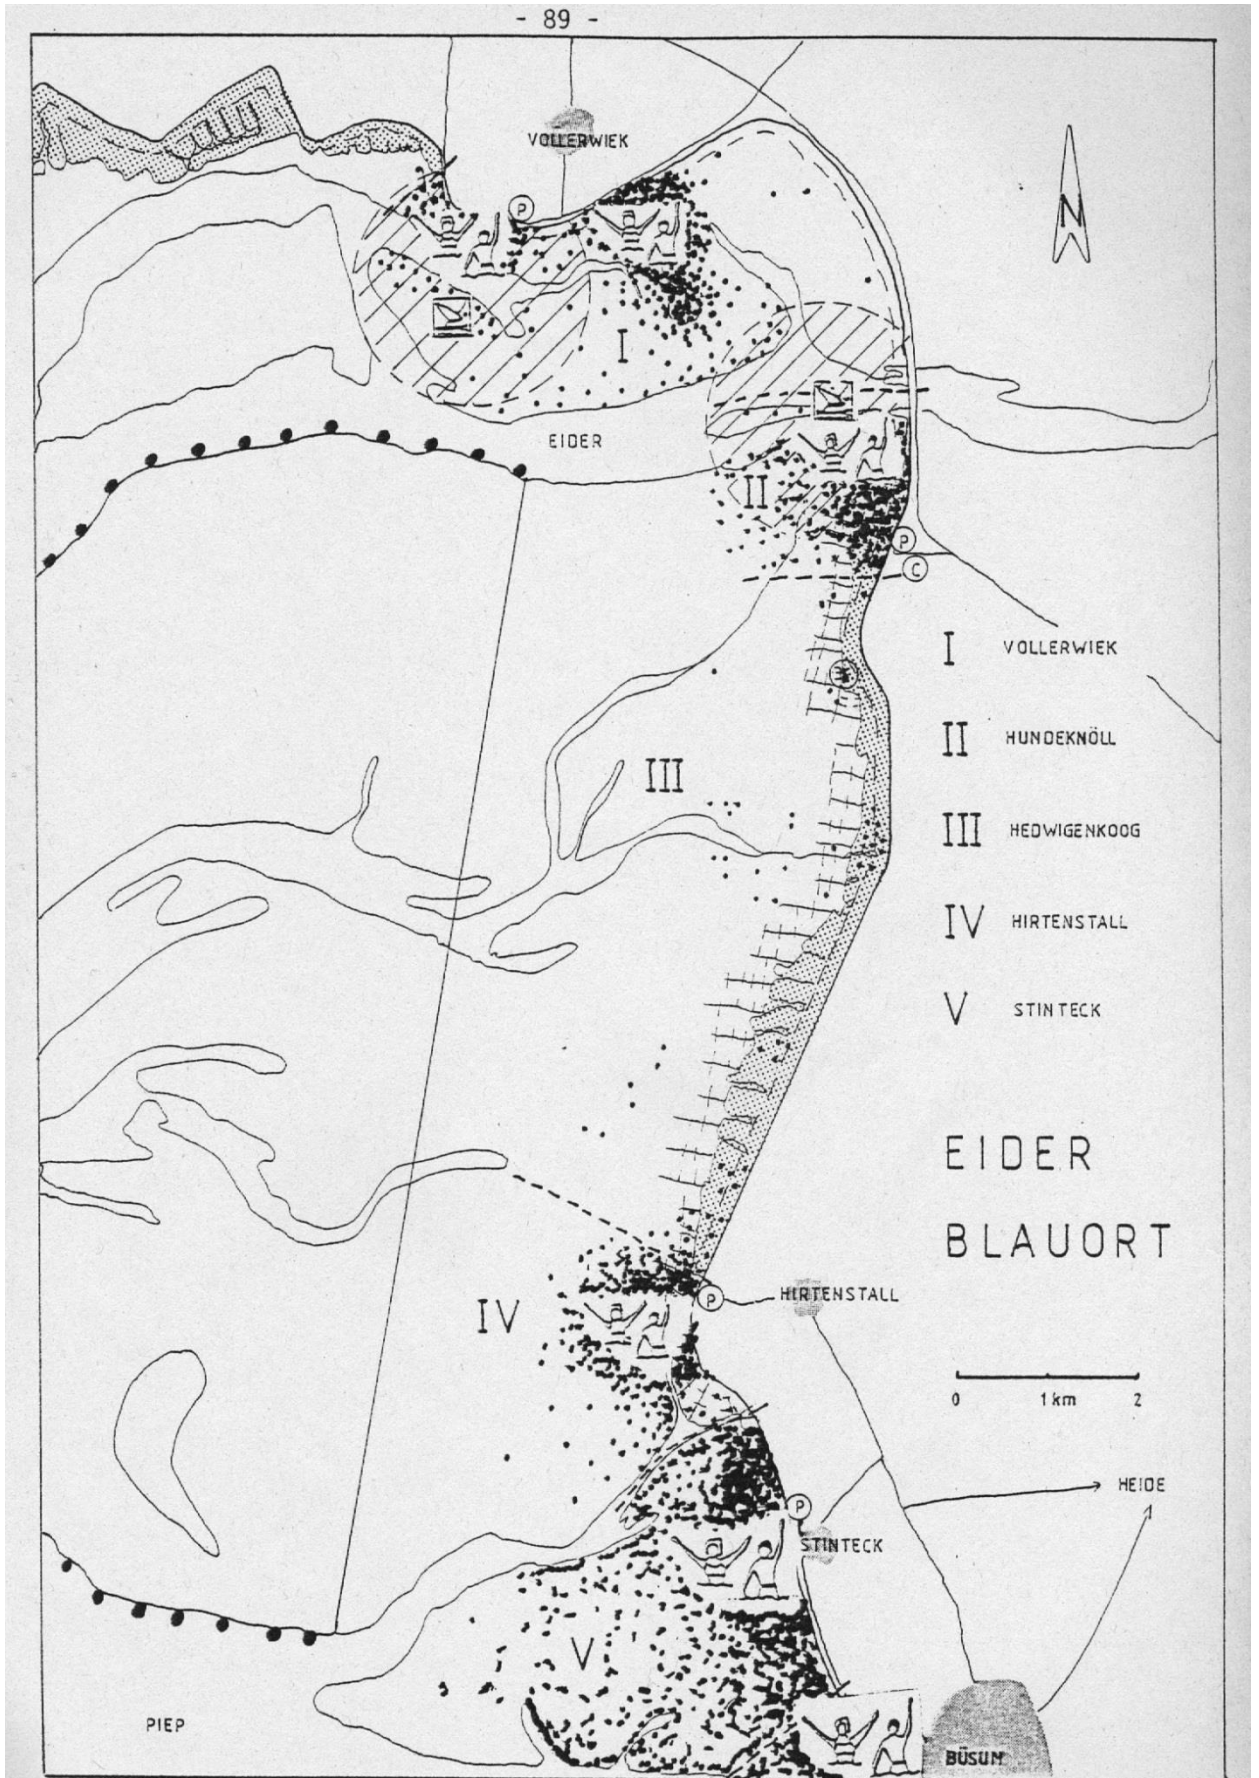 - 89 -
VOLLERWIEK
P
N
I
EIDER
II
P
C
I VOLLERWIEK
II HUNDEKNÖLL
III
III HEDWIGENKOOG
IV HIRTENSTALL
V STINTECK
EIDER
BLAUORT
P
HIRTENSTALL
IV
0 1 km 2
HEIDE
P
STINTECK
V
PIEP
BÜSUM